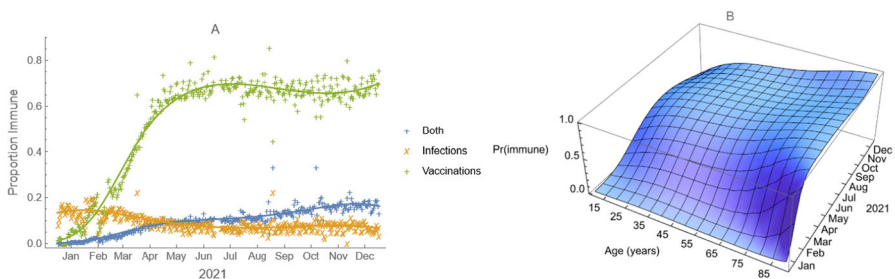 A
Proportion Immune
0.8
0.6
0.4
0.2
0.0
Jan Feb Mar Apr May Jun Jul Aug Sep Oct Nov Dec
2021
Both
Infections
Vaccinations
B
1.0
0.5
0.0
Pr(immune)
15 25 35 45 55 65 75 85
Age (years)
Dec
Nov
Oct
Sep
Aug
Jul
Jun
May
Apr
Mar
Feb
Jan
2021